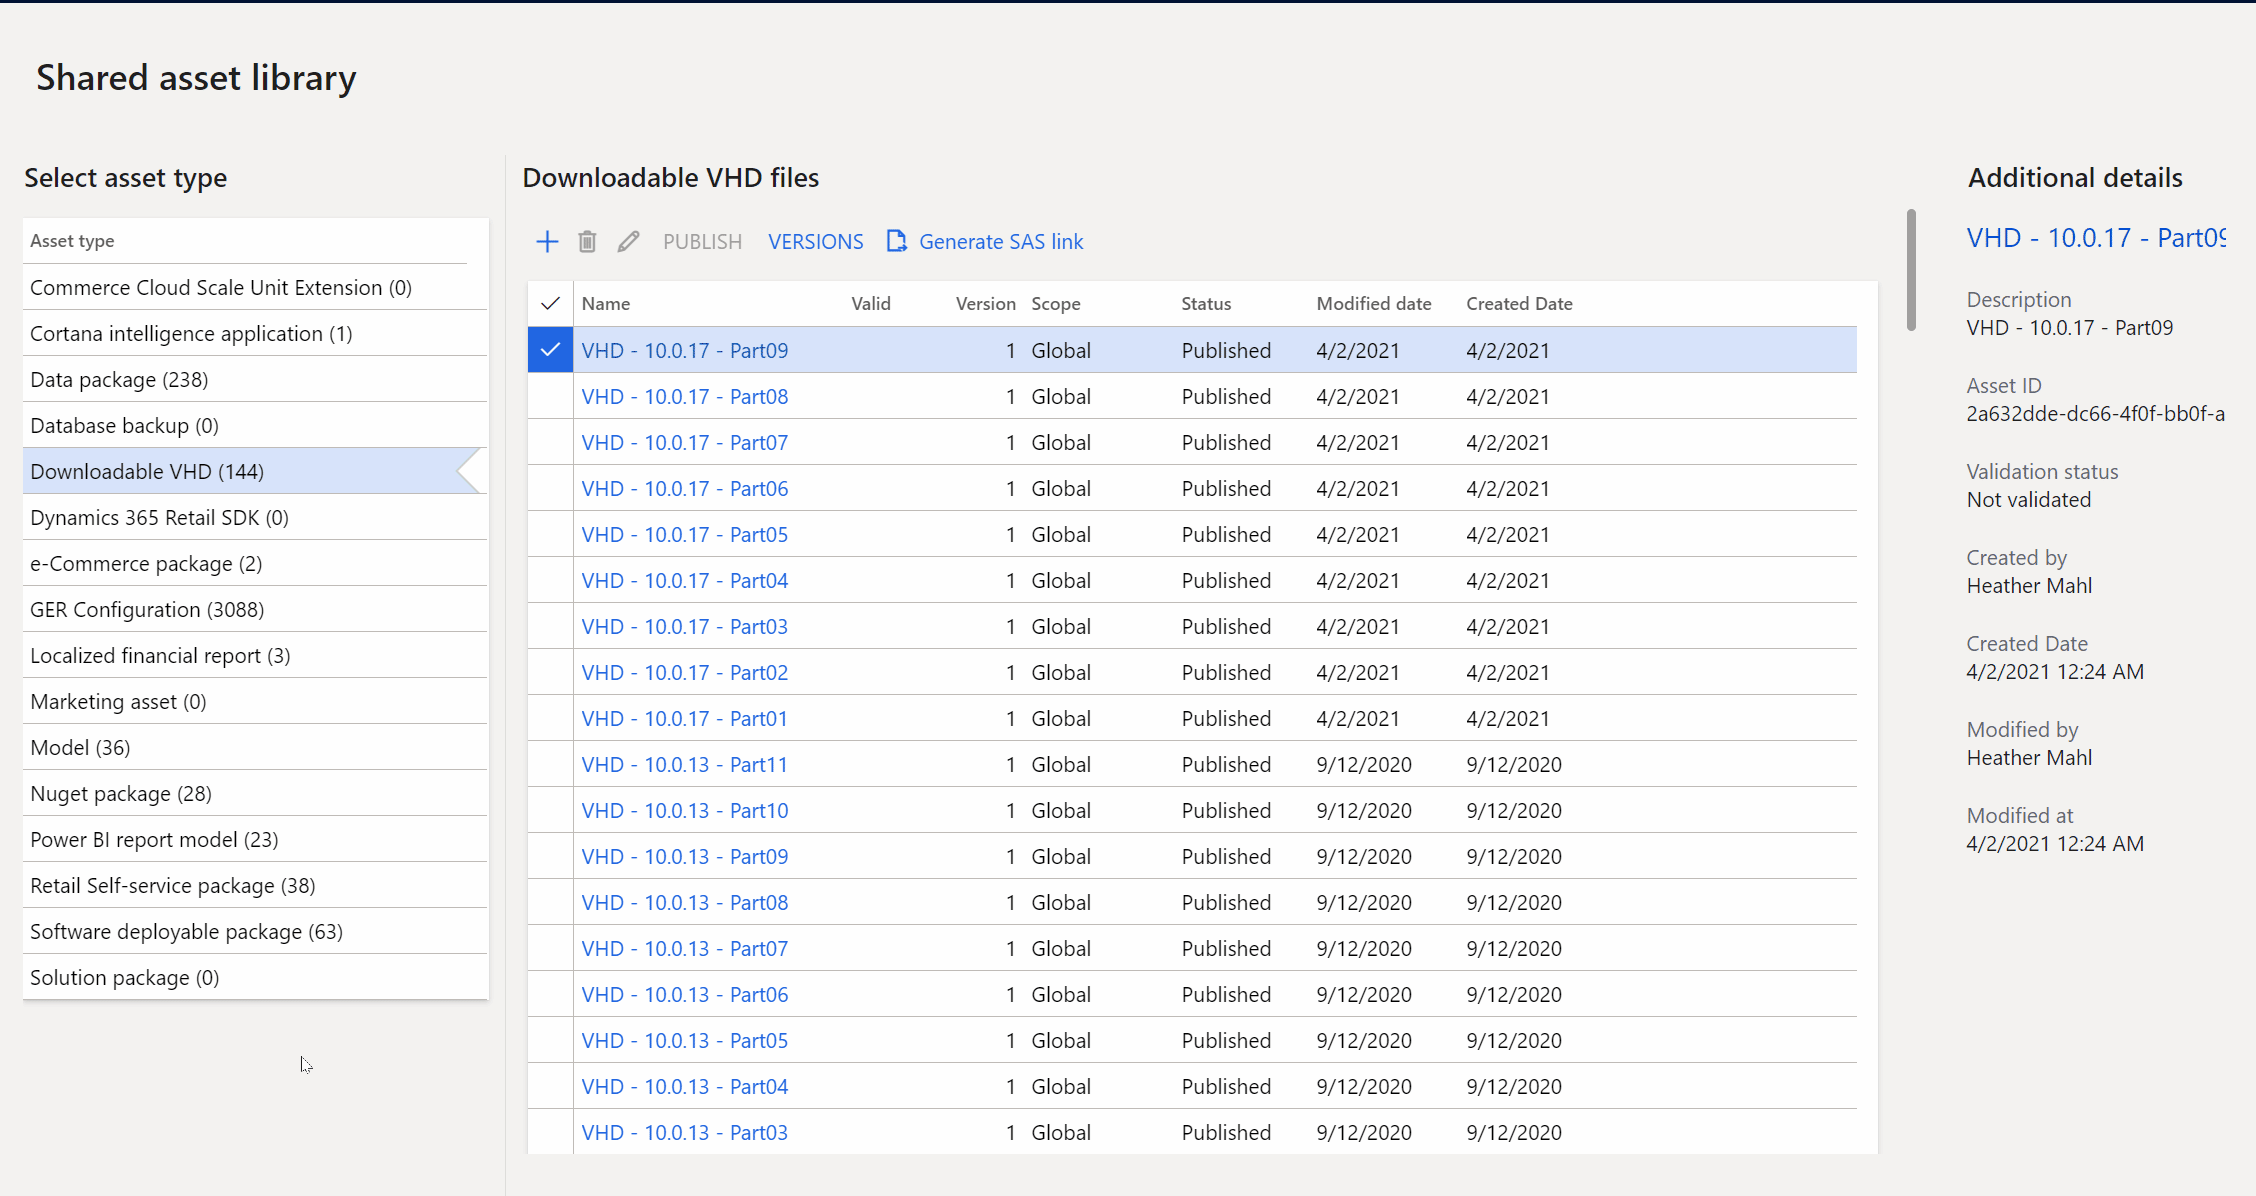 Shared asset library
Select asset type
Asset type
Commerce Cloud Scale Unit Extension (0)
Cortana intelligence application (1)
Data package (238)
Database backup (0)
Downloadable VHD (144)
Dynamics 365 Retail SDK (0)
e-Commerce package (2)
GER Configuration (3088)
Localized financial report (3)
Marketing asset (0)
Model (36)
Nuget package (28)
Power BI report model (23)
Retail Self-service package (38)
Software deployable package (63)
Solution package (0)
Downloadable VHD files
PUBLISH VERSIONS Generate SAS link
Name Valid Version Scope Status Modified date Created Date
VHD - 10.0.17 - Part09 1 Global Published 4/2/2021 4/2/2021
VHD - 10.0.17 - Part08 1 Global Published 4/2/2021 4/2/2021
VHD - 10.0.17 - Part07 1 Global Published 4/2/2021 4/2/2021
VHD - 10.0.17 - Part06 1 Global Published 4/2/2021 4/2/2021
VHD - 10.0.17 - Part05 1 Global Published 4/2/2021 4/2/2021
VHD - 10.0.17 - Part04 1 Global Published 4/2/2021 4/2/2021
VHD - 10.0.17 - Part03 1 Global Published 4/2/2021 4/2/2021
VHD - 10.0.17 - Part02 1 Global Published 4/2/2021 4/2/2021
VHD - 10.0.17 - Part01 1 Global Published 4/2/2021 4/2/2021
VHD - 10.0.13 - Part11 1 Global Published 9/12/2020 9/12/2020
VHD - 10.0.13 - Part10 1 Global Published 9/12/2020 9/12/2020
VHD - 10.0.13 - Part09 1 Global Published 9/12/2020 9/12/2020
VHD - 10.0.13 - Part08 1 Global Published 9/12/2020 9/12/2020
VHD - 10.0.13 - Part07 1 Global Published 9/12/2020 9/12/2020
VHD - 10.0.13 - Part06 1 Global Published 9/12/2020 9/12/2020
VHD - 10.0.13 - Part05 1 Global Published 9/12/2020 9/12/2020
VHD - 10.0.13 - Part04 1 Global Published 9/12/2020 9/12/2020
VHD - 10.0.13 - Part03 1 Global Published 9/12/2020 9/12/2020
Additional details
VHD - 10.0.17 - Part09
Description
VHD - 10.0.17 - Part09
Asset ID
2a632dde-dc66-4f0f-bb0f-a
Validation status
Not validated
Created by
Heather Mahl
Created Date
4/2/2021 12:24 AM
Modified by
Heather Mahl
Modified at
4/2/2021 12:24 AM